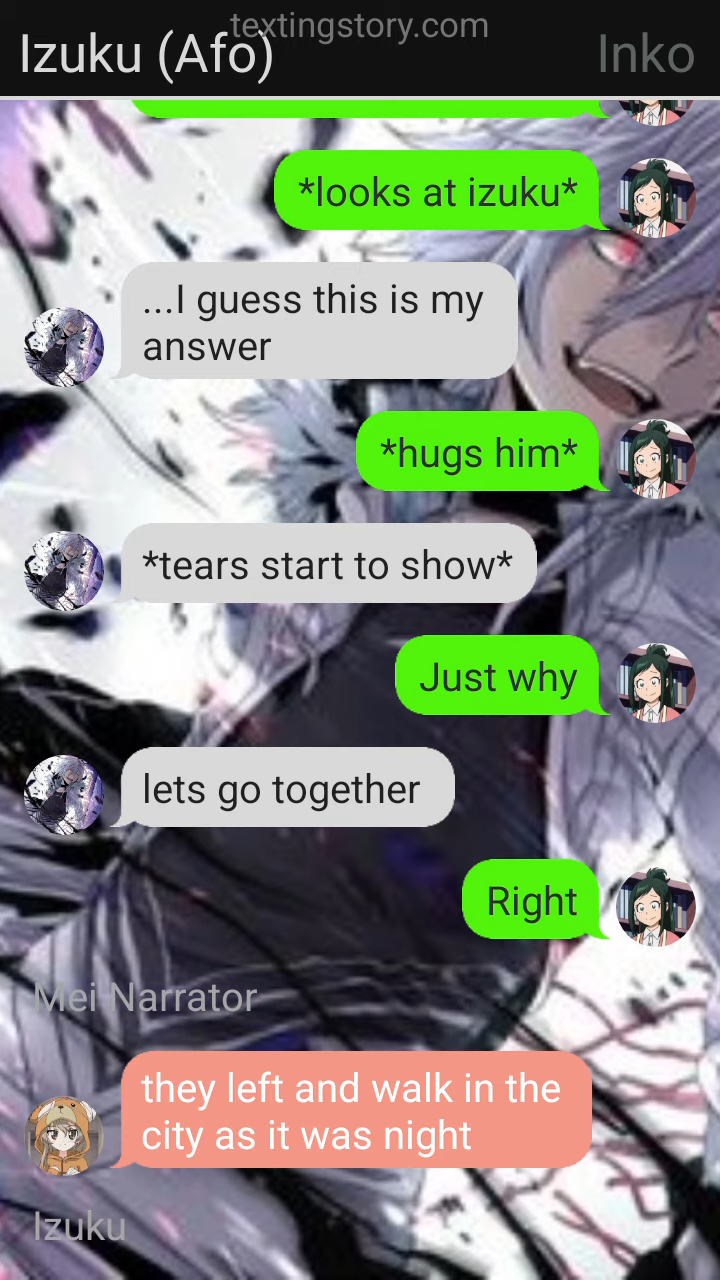 textingstory.com
Izuku (Afo)
Inko
*looks at izuku*
...I guess this is my
answer
*hugs him*
*tears start to show*
Just why
lets go together
Right
Mei Narrator
they left and walk in the
city as it was night
Izuku